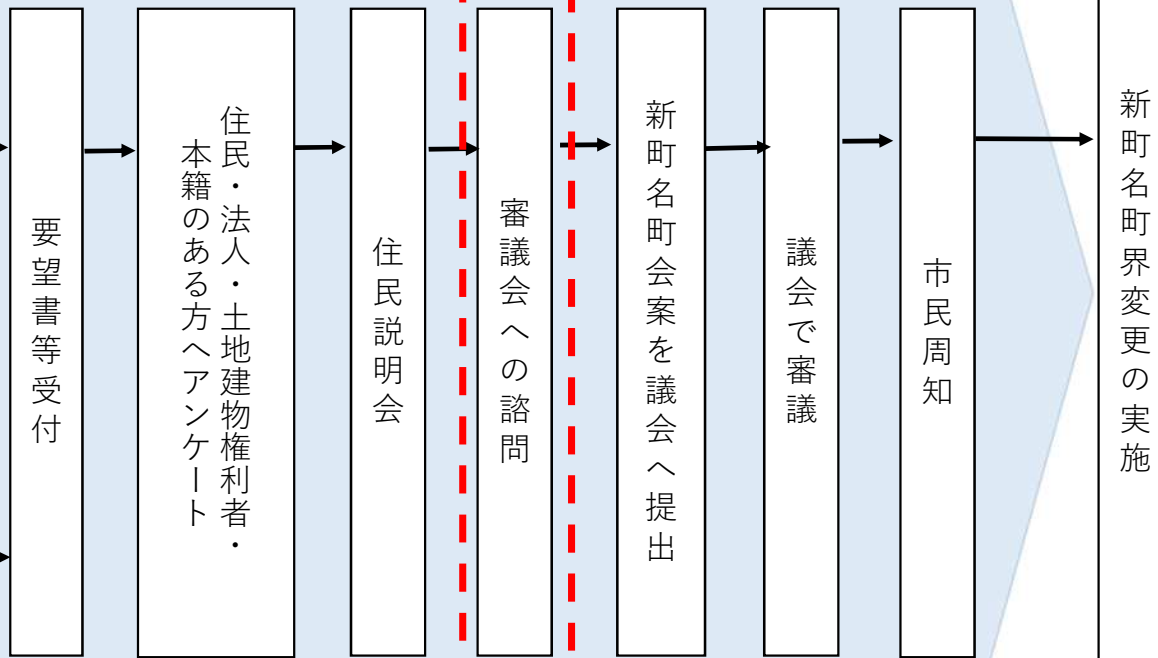 要望書等受付
住民・法人・土地建物権利者・
本籍のある方へアンケート
住民説明会
審議会への諮問
新町名町会案を議会へ提出
議会で審議
市民周知
新町名町界変更の実施